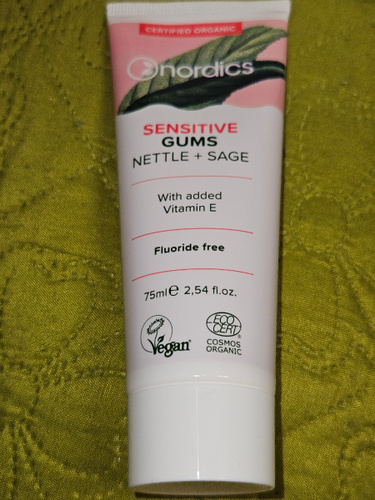 CERTIFIED ORGANIC
nordics
SENSITIVE
GUMS
NETTLE + SAGE
With added
Vitamin E
Fluoride free
75ml℮ 2,54 fl.oz.
Vegan
ECO
CERT®
COSMOS
ORGANIC